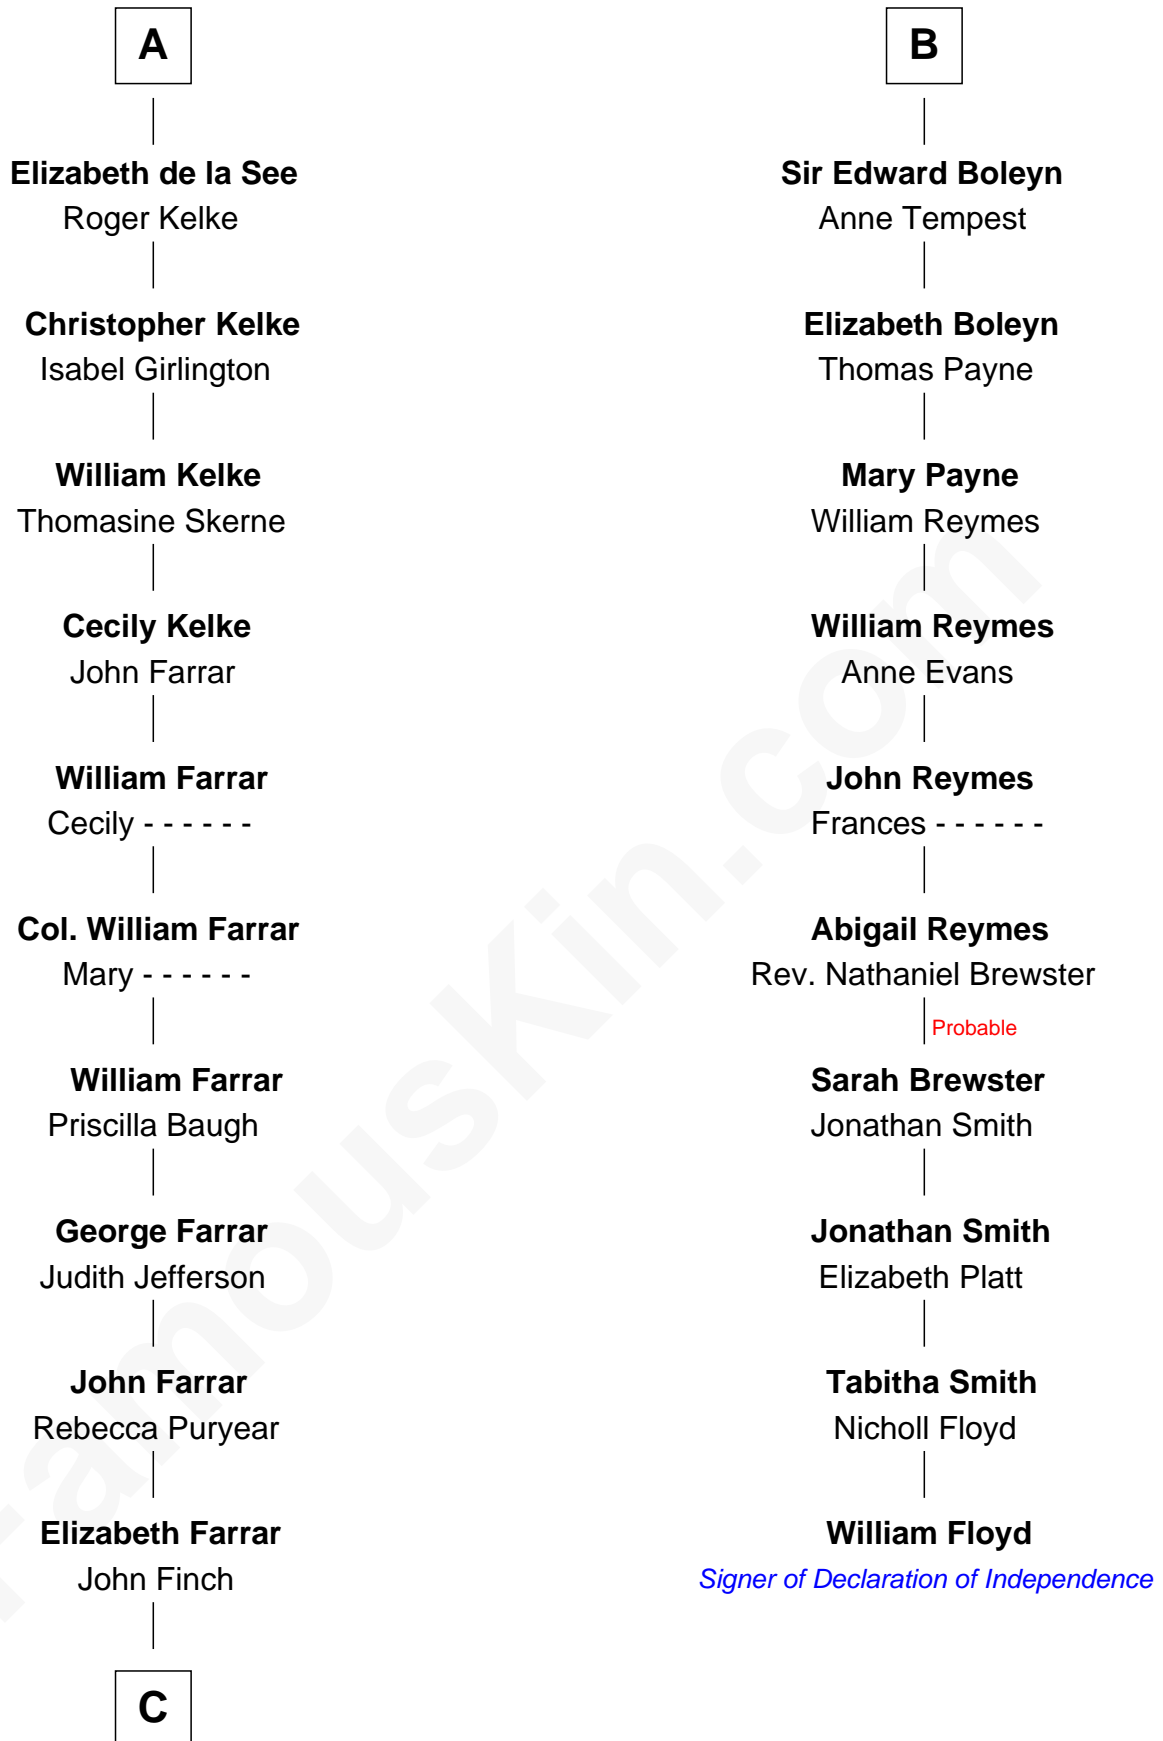 A
Elizabeth de la See
Roger Kelke
Christopher Kelke
Isabel Girlington
William Kelke
Thomasine Skerne
Cecily Kelke
John Farrar
William Farrar
Cecily - - - - - -
Col. William Farrar
Mary - - - - - -
William Farrar
Priscilla Baugh
George Farrar
Judith Jefferson
John Farrar
Rebecca Puryear
Elizabeth Farrar
John Finch
C
B
Sir Edward Boleyn
Anne Tempest
Elizabeth Boleyn
Thomas Payne
Mary Payne
William Reymes
William Reymes
Anne Evans
John Reymes
Frances - - - - - -
Abigail Reymes
Rev. Nathaniel Brewster
Probable
Sarah Brewster
Jonathan Smith
Jonathan Smith
Elizabeth Platt
Tabitha Smith
Nicholl Floyd
William Floyd
Signer of Declaration of Independence
FamousKin.com